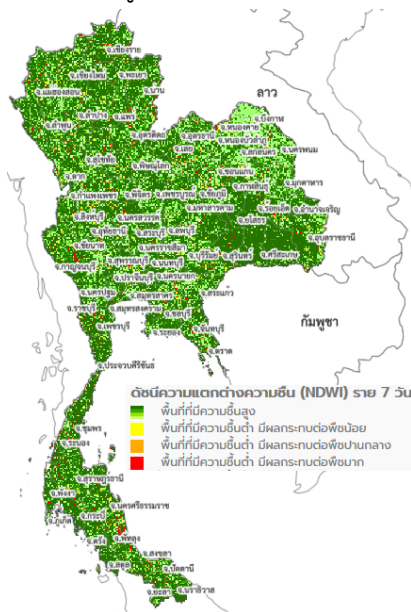 จ.เชียงราย
จ.เชียงใหม่
จ.พะเยา
จ.แม่ฮ่องสอน
จ.น่าน
ลาว
จ.ลำปาง
จ.แพร่
จ.บึงกาฬ
จ.ลำพูน
จ.หนองคาย
จ.อุตรดิตถ์
จ.อุดรธานี
จ.หนองบัวลำภู
จ.สุโขทัย
จ.เลย
จ.สกลนคร
จ.นครพนม
จ.พิษณุโลก
จ.ขอนแก่น
จ.ตาก
จ.กาฬสินธุ์
จ.มุกดาหาร
จ.กำแพงเพชร
จ.พิจิตร
จ.เพชรบูรณ์
จ.ชัยภูมิ
จ.มหาสารคาม
จ.ร้อยเอ็ด
จ.อำนาจเจริญ
จ.สิงห์บุรี
จ.นครสวรรค์
จ.ยโสธร
จ.อุทัยธานี
จ.สระบุรี
จ.ลพบุรี
จ.อุบลราชธานี
จ.ชัยนาท
จ.นครราชสีมา
จ.บุรีรัมย์
จ.สุรินทร์
จ.ศรีสะเกษ
จ.กาญจนบุรี
จ.สุพรรณบุรี
จ.นนทบุรี
จ.ปราจีนบุรี
จ.นครนายก
จ.นครปฐม
จ.สมุทรสาคร
จ.สระแก้ว
จ.ราชบุรี
จ.สมุทรสงคราม
จ.ชลบุรี
จ.เพชรบุรี
จ.ระยอง
จ.จันทบุรี
กัมพูชา
จ.ตราด
จ.ประจวบคีรีขันธ์
ดัชนีความแตกต่างความชื้น (NDWI) ราย 7 วัน
พื้นที่ที่มีความชื้นสูง
พื้นที่ที่มีความชื้นต่ำ มีผลกระทบต่อพืชน้อย
พื้นที่ที่มีความชื้นต่ำ มีผลกระทบต่อพืชปานกลาง
พื้นที่ที่มีความชื้นต่ำ มีผลกระทบต่อพืชมาก
จ.ชุมพร
จ.ระนอง
จ.สุราษฎร์ธานี
จ.พังงา
จ.นครศรีธรรมราช
จ.กระบี่
จ.ภูเก็ต
จ.ตรัง
จ.พัทลุง
จ.สงขลา
จ.สตูล
จ.ปัตตานี
จ.ยะลา
จ.นราธิวาส